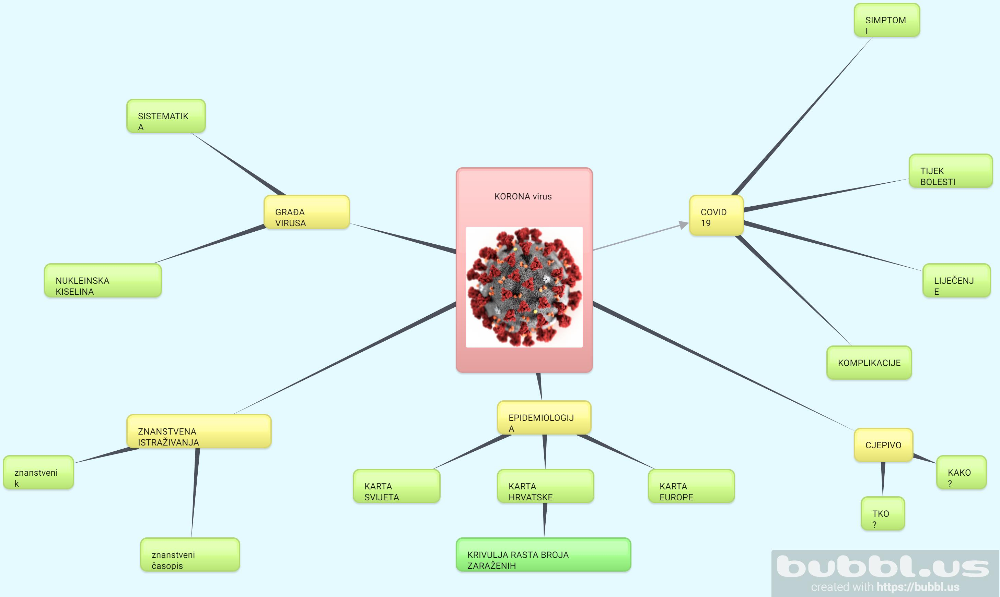 SIMPTOM
I
SISTEMATIK
A
TIJEK
BOLESTI
KORONA virus
GRAĐA
VIRUSA
COVID
19
NUKLEINSKA
KISELINA
LIJEČENJ
E
KOMPLIKACIJE
EPIDEMIOLOGIJ
A
ZNANSTVENA
ISTRAŽIVANJA
CJEPIVO
znanstveni
k
KAKO
?
KARTA
SVIJETA
KARTA
HRVATSKE
KARTA
EUROPE
TKO
?
znanstveni
časopis
KRIVULJA RASTA BROJA
ZARAŽENIH
bubbl.us
created with https://bubbl.us